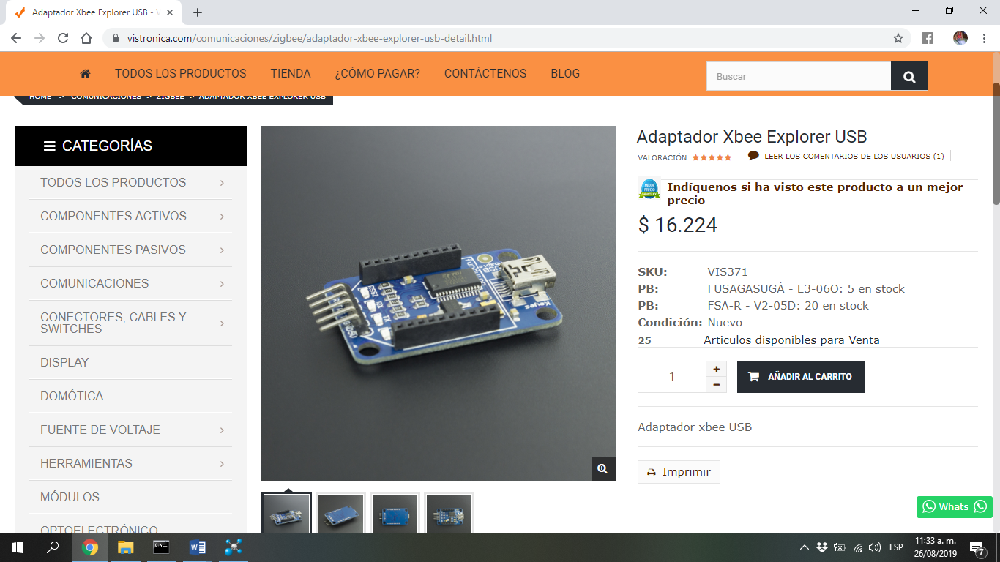 Adaptador Xbee Explorer USB - V
vistronica.com/comunicaciones/zigbee/adaptador-xbee-explorer-usb-detail.html
TODOS LOS PRODUCTOS TIENDA ¿CÓMO PAGAR? CONTÁCTENOS BLOG
Buscar
HOME > COMUNICACIONES > ZIGBEE > ADAPTADOR XBEE EXPLORER USB
CATEGORÍAS
TODOS LOS PRODUCTOS
COMPONENTES ACTIVOS
COMPONENTES PASIVOS
COMUNICACIONES
CONECTORES, CABLES Y
SWITCHES
DISPLAY
DOMÓTICA
FUENTE DE VOLTAJE
HERRAMIENTAS
MÓDULOS
OPTOELECTRÓNICO
RSSI
TX
USB
Adaptador Xbee Explorer USB
VALORACIÓN
LEER LOS COMENTARIOS DE LOS USUARIOS (1)
MEJOR
PRECIO
Indíquenos si ha visto este producto a un mejor
precio
$ 16.224
SKU: VIS371
PB: FUSAGASUGÁ - E3-06O: 5 en stock
PB: FSA-R - V2-05D: 20 en stock
Condición: Nuevo
25 Articulos disponibles para Venta
1 + −
AÑADIR AL CARRITO
Adaptador xbee USB
Imprimir
Whats
ESP
11:33 a. m.
26/08/2019
7